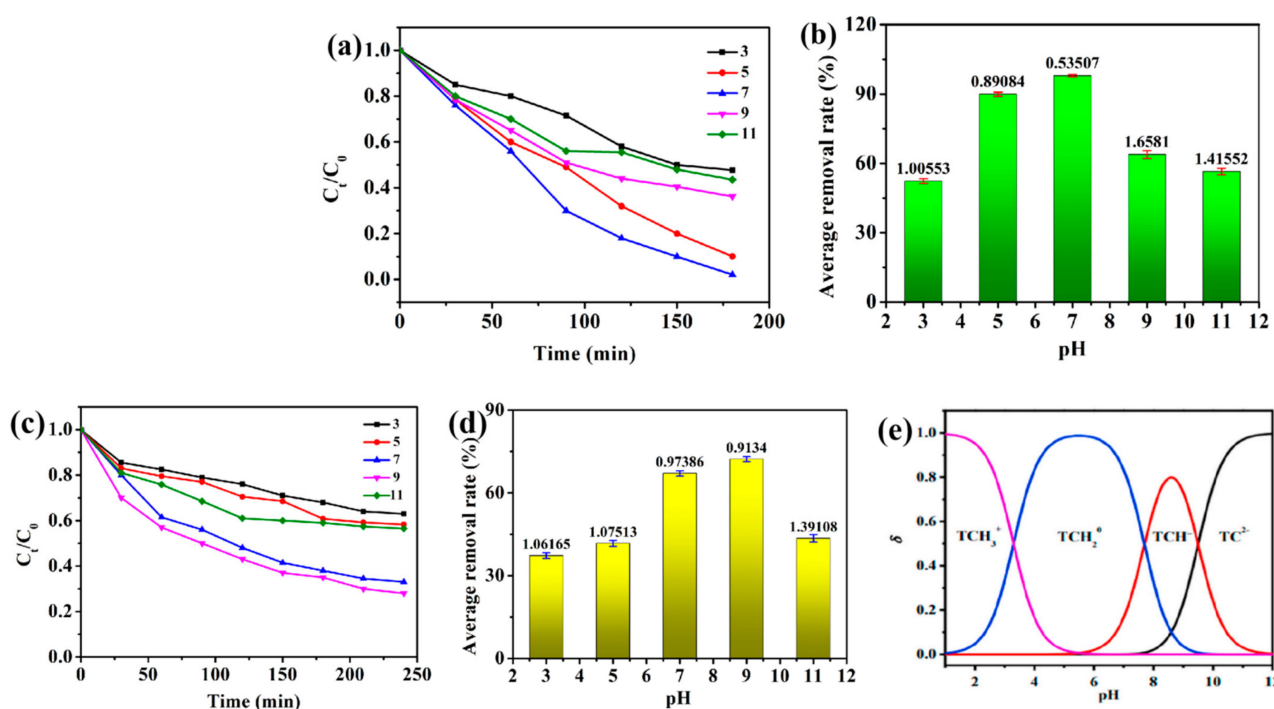 (a)
3
5
7
9
11
1.0
0.8
0.6
0.4
0.2
0.0
Cₜ/C₀
0 50 100 150 200
Time (min)
(b)
120
90
60
30
0
Average removal rate (%)
1.00553
0.89084
0.53507
1.6581
1.41552
2 3 4 5 6 7 8 9 10 11 12
pH
(c)
3
5
7
9
11
1.0
0.8
0.6
0.4
0.2
0.0
Cₜ/C₀
0 50 100 150 200 250
Time (min)
(d)
90
60
30
0
Average removal rate (%)
1.06165
1.07513
0.97386
0.9134
1.39108
2 3 4 5 6 7 8 9 10 11 12
pH
(e)
1.0
0.8
0.6
0.4
0.2
0.0
δ
TCH₃⁺
TCH₂⁰
TCH⁻
TC²⁻
2 4 6 8 10 12
pH